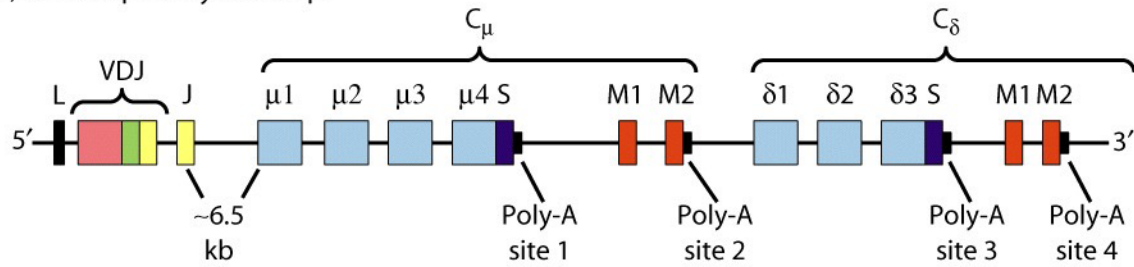 Cμ Cδ
VDJ
L J μ1 μ2 μ3 μ4 S M1 M2 δ1 δ2 δ3 S M1 M2
5′ 3′
~6.5 Poly-A Poly-A Poly-A Poly-A
kb site 1 site 2 site 3 site 4